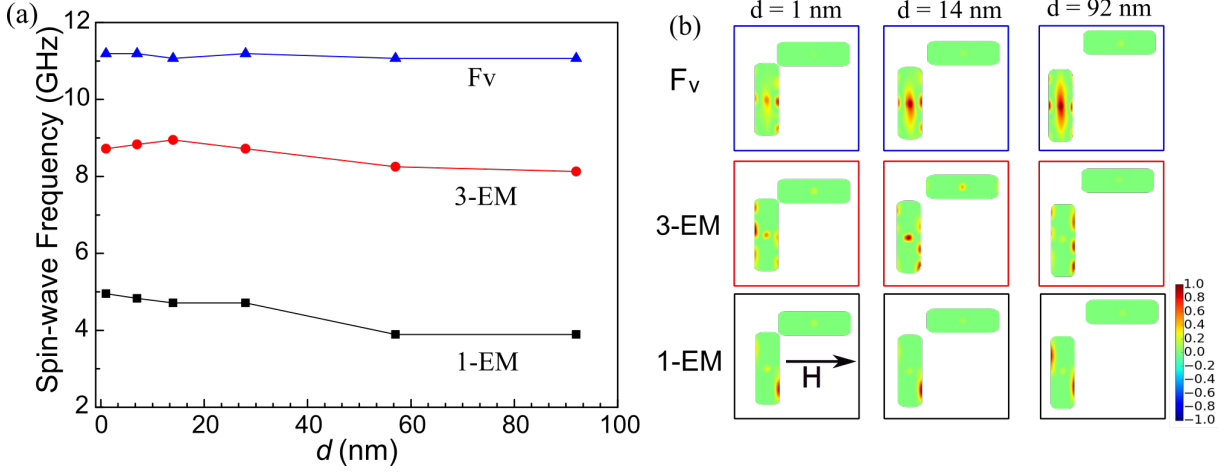 (a)
12
10
8
6
4
2
Spin-wave Frequency (GHz)
Fv
3-EM
1-EM
0
20
40
60
80
100
d (nm)
(b)
d = 1 nm
d = 14 nm
d = 92 nm
Fv
3-EM
1-EM
H
1.0
0.8
0.6
0.4
0.2
0.0
−0.2
−0.4
−0.6
−0.8
−1.0